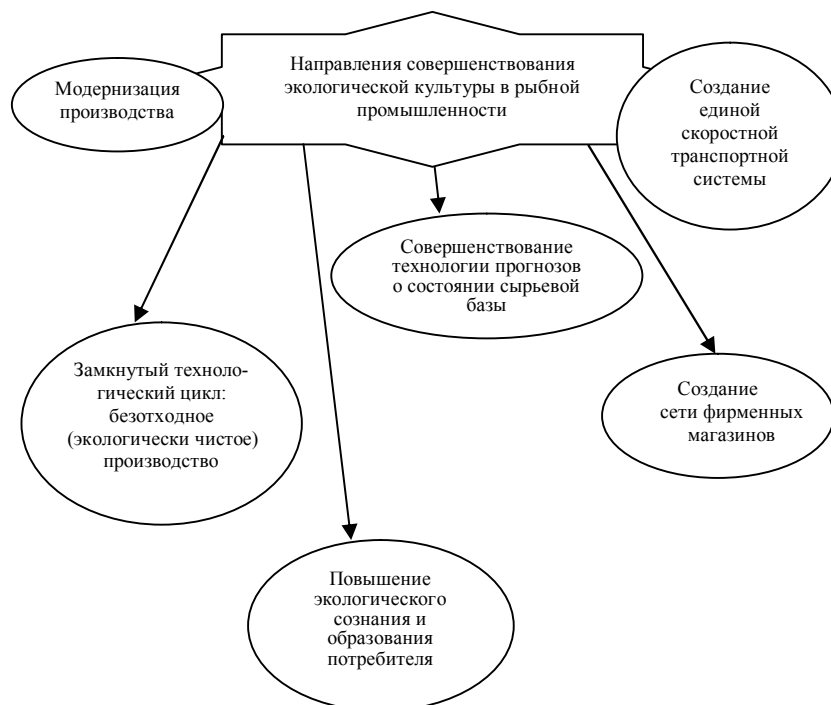 Направления совершенствования
экологической культуры в рыбной
промышленности
Модернизация
производства
Создание
единой
скоростной
транспортной
системы
Совершенствование
технологии прогнозов
о состоянии сырьевой
базы
Замкнутый техноло-
гический цикл:
безотходное
(экологически чистое)
производство
Создание
сети фирменных
магазинов
Повышение
экологического
сознания и
образования
потребителя